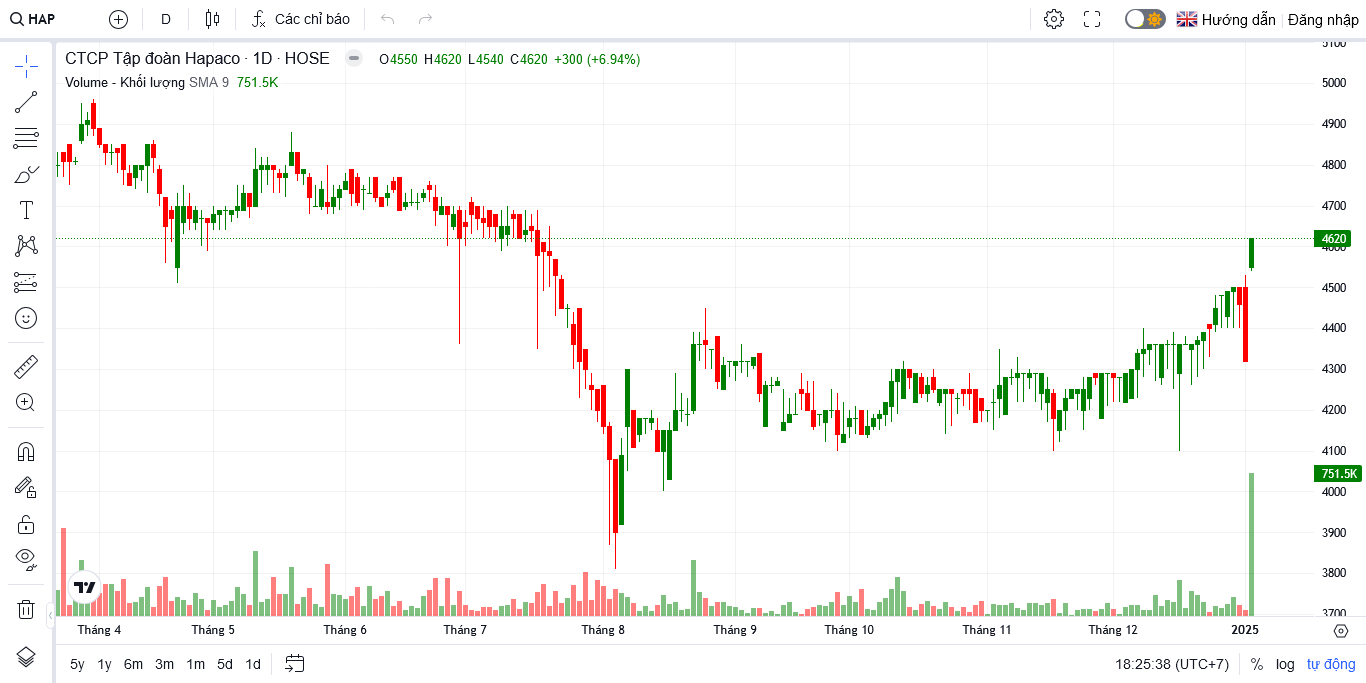 HAP D Các chỉ báo Hướng dẫn Đăng nhập
CTCP Tập đoàn Hapaco · 1D · HOSE O4550 H4620 L4540 C4620 +300 (+6.94%)
Volume - Khối lượng SMA 9 751.5K
5100
5000
4900
4800
4700
4620
4600
4500
4400
4300
4200
4100
751.5K
4000
3900
3800
3700
Tháng 4 Tháng 5 Tháng 6 Tháng 7 Tháng 8 Tháng 9 Tháng 10 Tháng 11 Tháng 12 2025
5y 1y 6m 3m 1m 5d 1d 18:25:38 (UTC+7) % log tự động